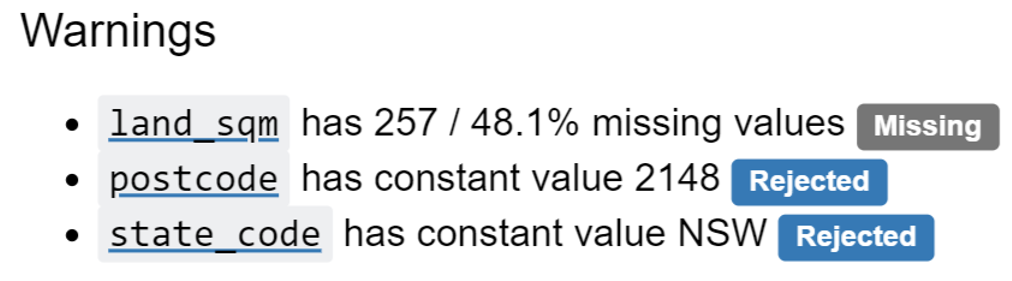 Warnings
land_sqm has 257 / 48.1% missing values Missing
postcode has constant value 2148 Rejected
state_code has constant value NSW Rejected